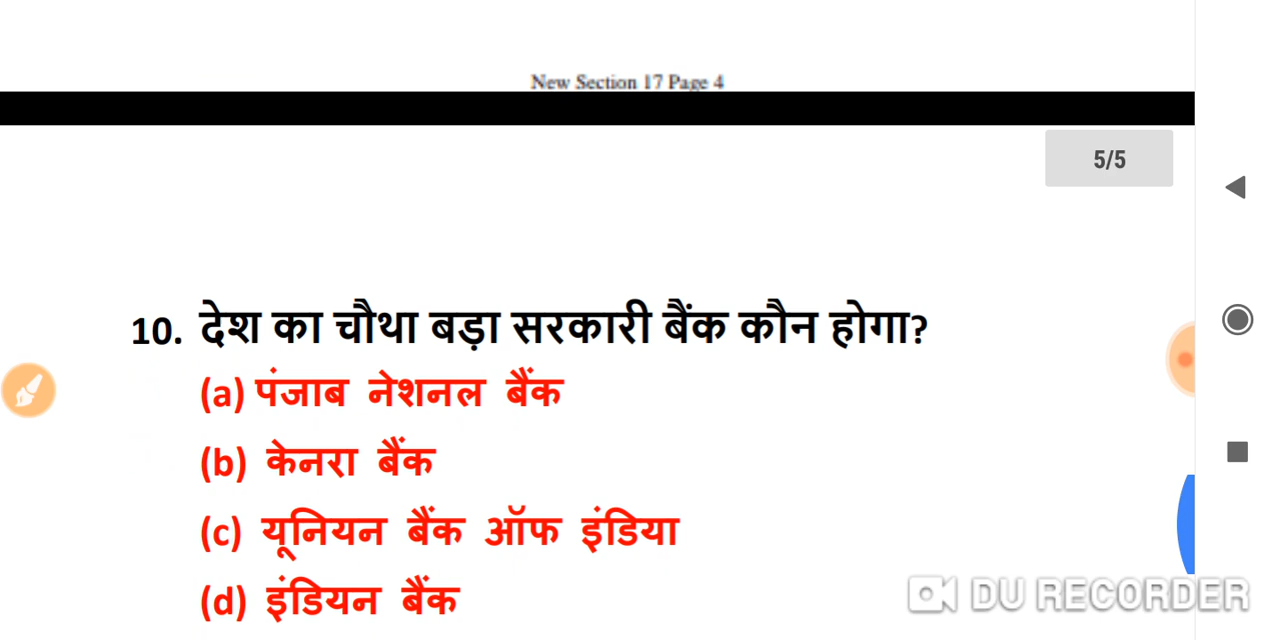 New Section 17 Page 4
5/5
10. देश का चौथा बड़ा सरकारी बैंक कौन होगा?
(a) पंजाब नेशनल बैंक
(b) केनरा बैंक
(c) यूनियन बैंक ऑफ इंडिया
(d) इंडियन बैंक
DU RECORDER